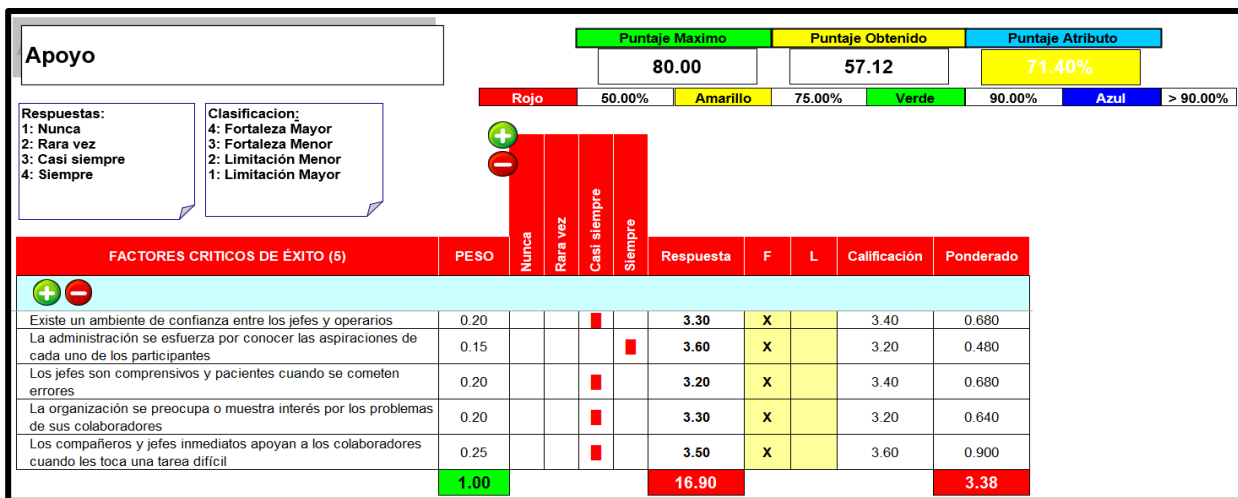 Apoyo
Puntaje Maximo Puntaje Obtenido Puntaje Atributo
80.00 57.12 71.40%
Rojo 50.00% Amarillo 75.00% Verde 90.00% Azul > 90.00%
Respuestas:
1: Nunca
2: Rara vez
3: Casi siempre
4: Siempre
Clasificacion:
4: Fortaleza Mayor
3: Fortaleza Menor
2: Limitación Menor
1: Limitación Mayor
FACTORES CRITICOS DE ÉXITO (5) PESO Nunca Rara vez Casi siempre Siempre Respuesta F L Calificación Ponderado
Existe un ambiente de confianza entre los jefes y operarios 0.20 3.30 X 3.40 0.680
La administración se esfuerza por conocer las aspiraciones de
cada uno de los participantes 0.15 3.60 X 3.20 0.480
Los jefes son comprensivos y pacientes cuando se cometen
errores 0.20 3.20 X 3.40 0.680
La organización se preocupa o muestra interés por los problemas
de sus colaboradores 0.20 3.30 X 3.20 0.640
Los compañeros y jefes inmediatos apoyan a los colaboradores
cuando les toca una tarea difícil 0.25 3.50 X 3.60 0.900
1.00 16.90 3.38